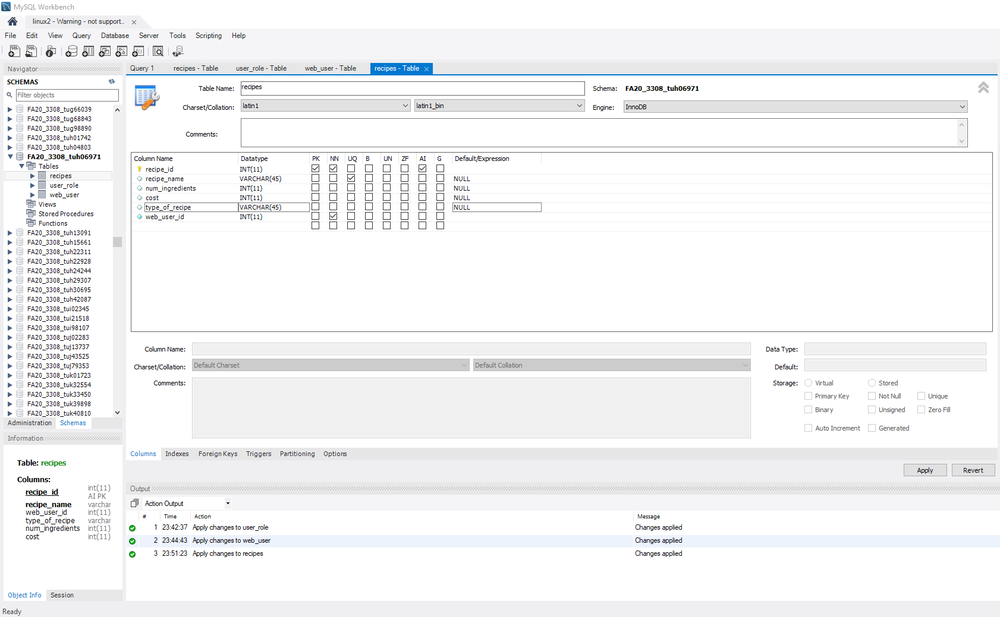 MySQL Workbench
linux2 - Warning - not support...
File Edit View Query Database Server Tools Scripting Help
Navigator
SCHEMAS
Filter objects
FA20_3308_tug66039
FA20_3308_tug68843
FA20_3308_tug98890
FA20_3308_tuh01742
FA20_3308_tuh04803
FA20_3308_tuh06971
Tables
recipes
user_role
web_user
Views
Stored Procedures
Functions
FA20_3308_tuh13091
FA20_3308_tuh15661
FA20_3308_tuh22311
FA20_3308_tuh22928
FA20_3308_tuh24244
FA20_3308_tuh29307
FA20_3308_tuh30695
FA20_3308_tuh42087
FA20_3308_tui02345
FA20_3308_tui21518
FA20_3308_tui98107
FA20_3308_tuj02283
FA20_3308_tuj13737
FA20_3308_tuj43525
FA20_3308_tuj79353
FA20_3308_tuk01723
FA20_3308_tuk32554
FA20_3308_tuk33450
FA20_3308_tuk39898
FA20_3308_tuk40810
Administration Schemas
Information
Table: recipes
Columns:
recipe_id int(11)
AI PK
recipe_name varchar
web_user_id int(11)
type_of_recipe varchar
num_ingredients int(11)
cost int(11)
Object Info Session
Ready
Query 1 recipes - Table user_role - Table web_user - Table recipes - Table
Table Name: recipes Schema: FA20_3308_tuh06971
Charset/Collation: latin1 latin1_bin Engine: InnoDB
Comments:
Column Name Datatype PK NN UQ B UN ZF AI G Default/Expression
recipe_id INT(11)
recipe_name VARCHAR(45) NULL
num_ingredients INT(11) NULL
cost INT(11) NULL
type_of_recipe VARCHAR(45) NULL
web_user_id INT(11)
Column Name: Data Type:
Charset/Collation: Default Charset Default Collation Default:
Comments: Storage: Virtual Stored
Primary Key Not Null Unique
Binary Unsigned Zero Fill
Auto Increment Generated
Columns Indexes Foreign Keys Triggers Partitioning Options
Apply Revert
Output
Action Output
# Time Action Message
1 23:42:37 Apply changes to user_role Changes applied
2 23:44:43 Apply changes to web_user Changes applied
3 23:51:23 Apply changes to recipes Changes applied